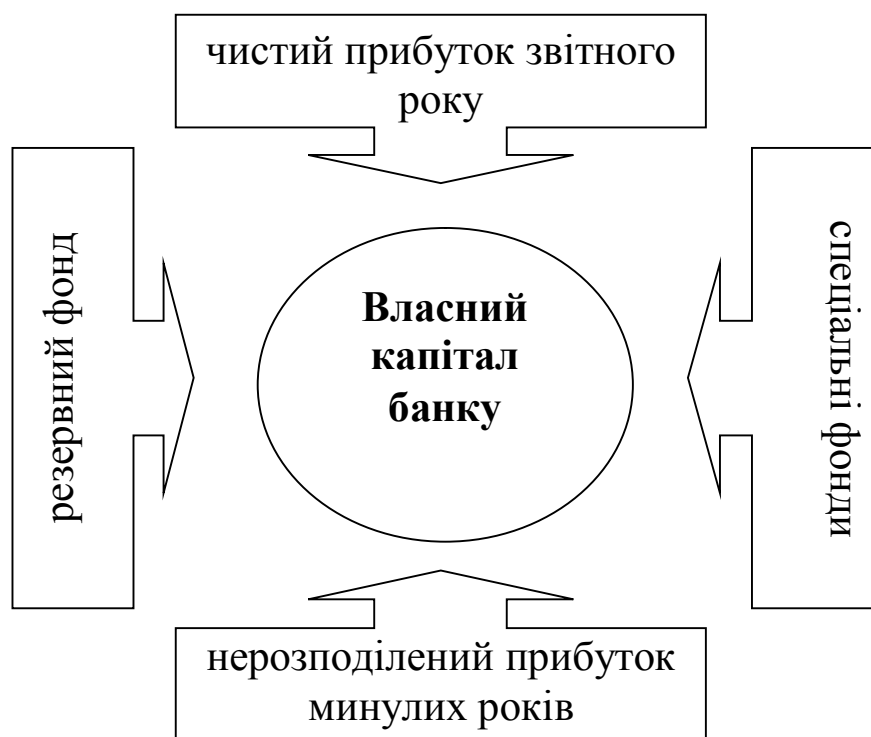 чистий прибуток звітного
року
резервний фонд
Власний
капітал
банку
спеціальні фонди
нерозподілений прибуток
минулих років